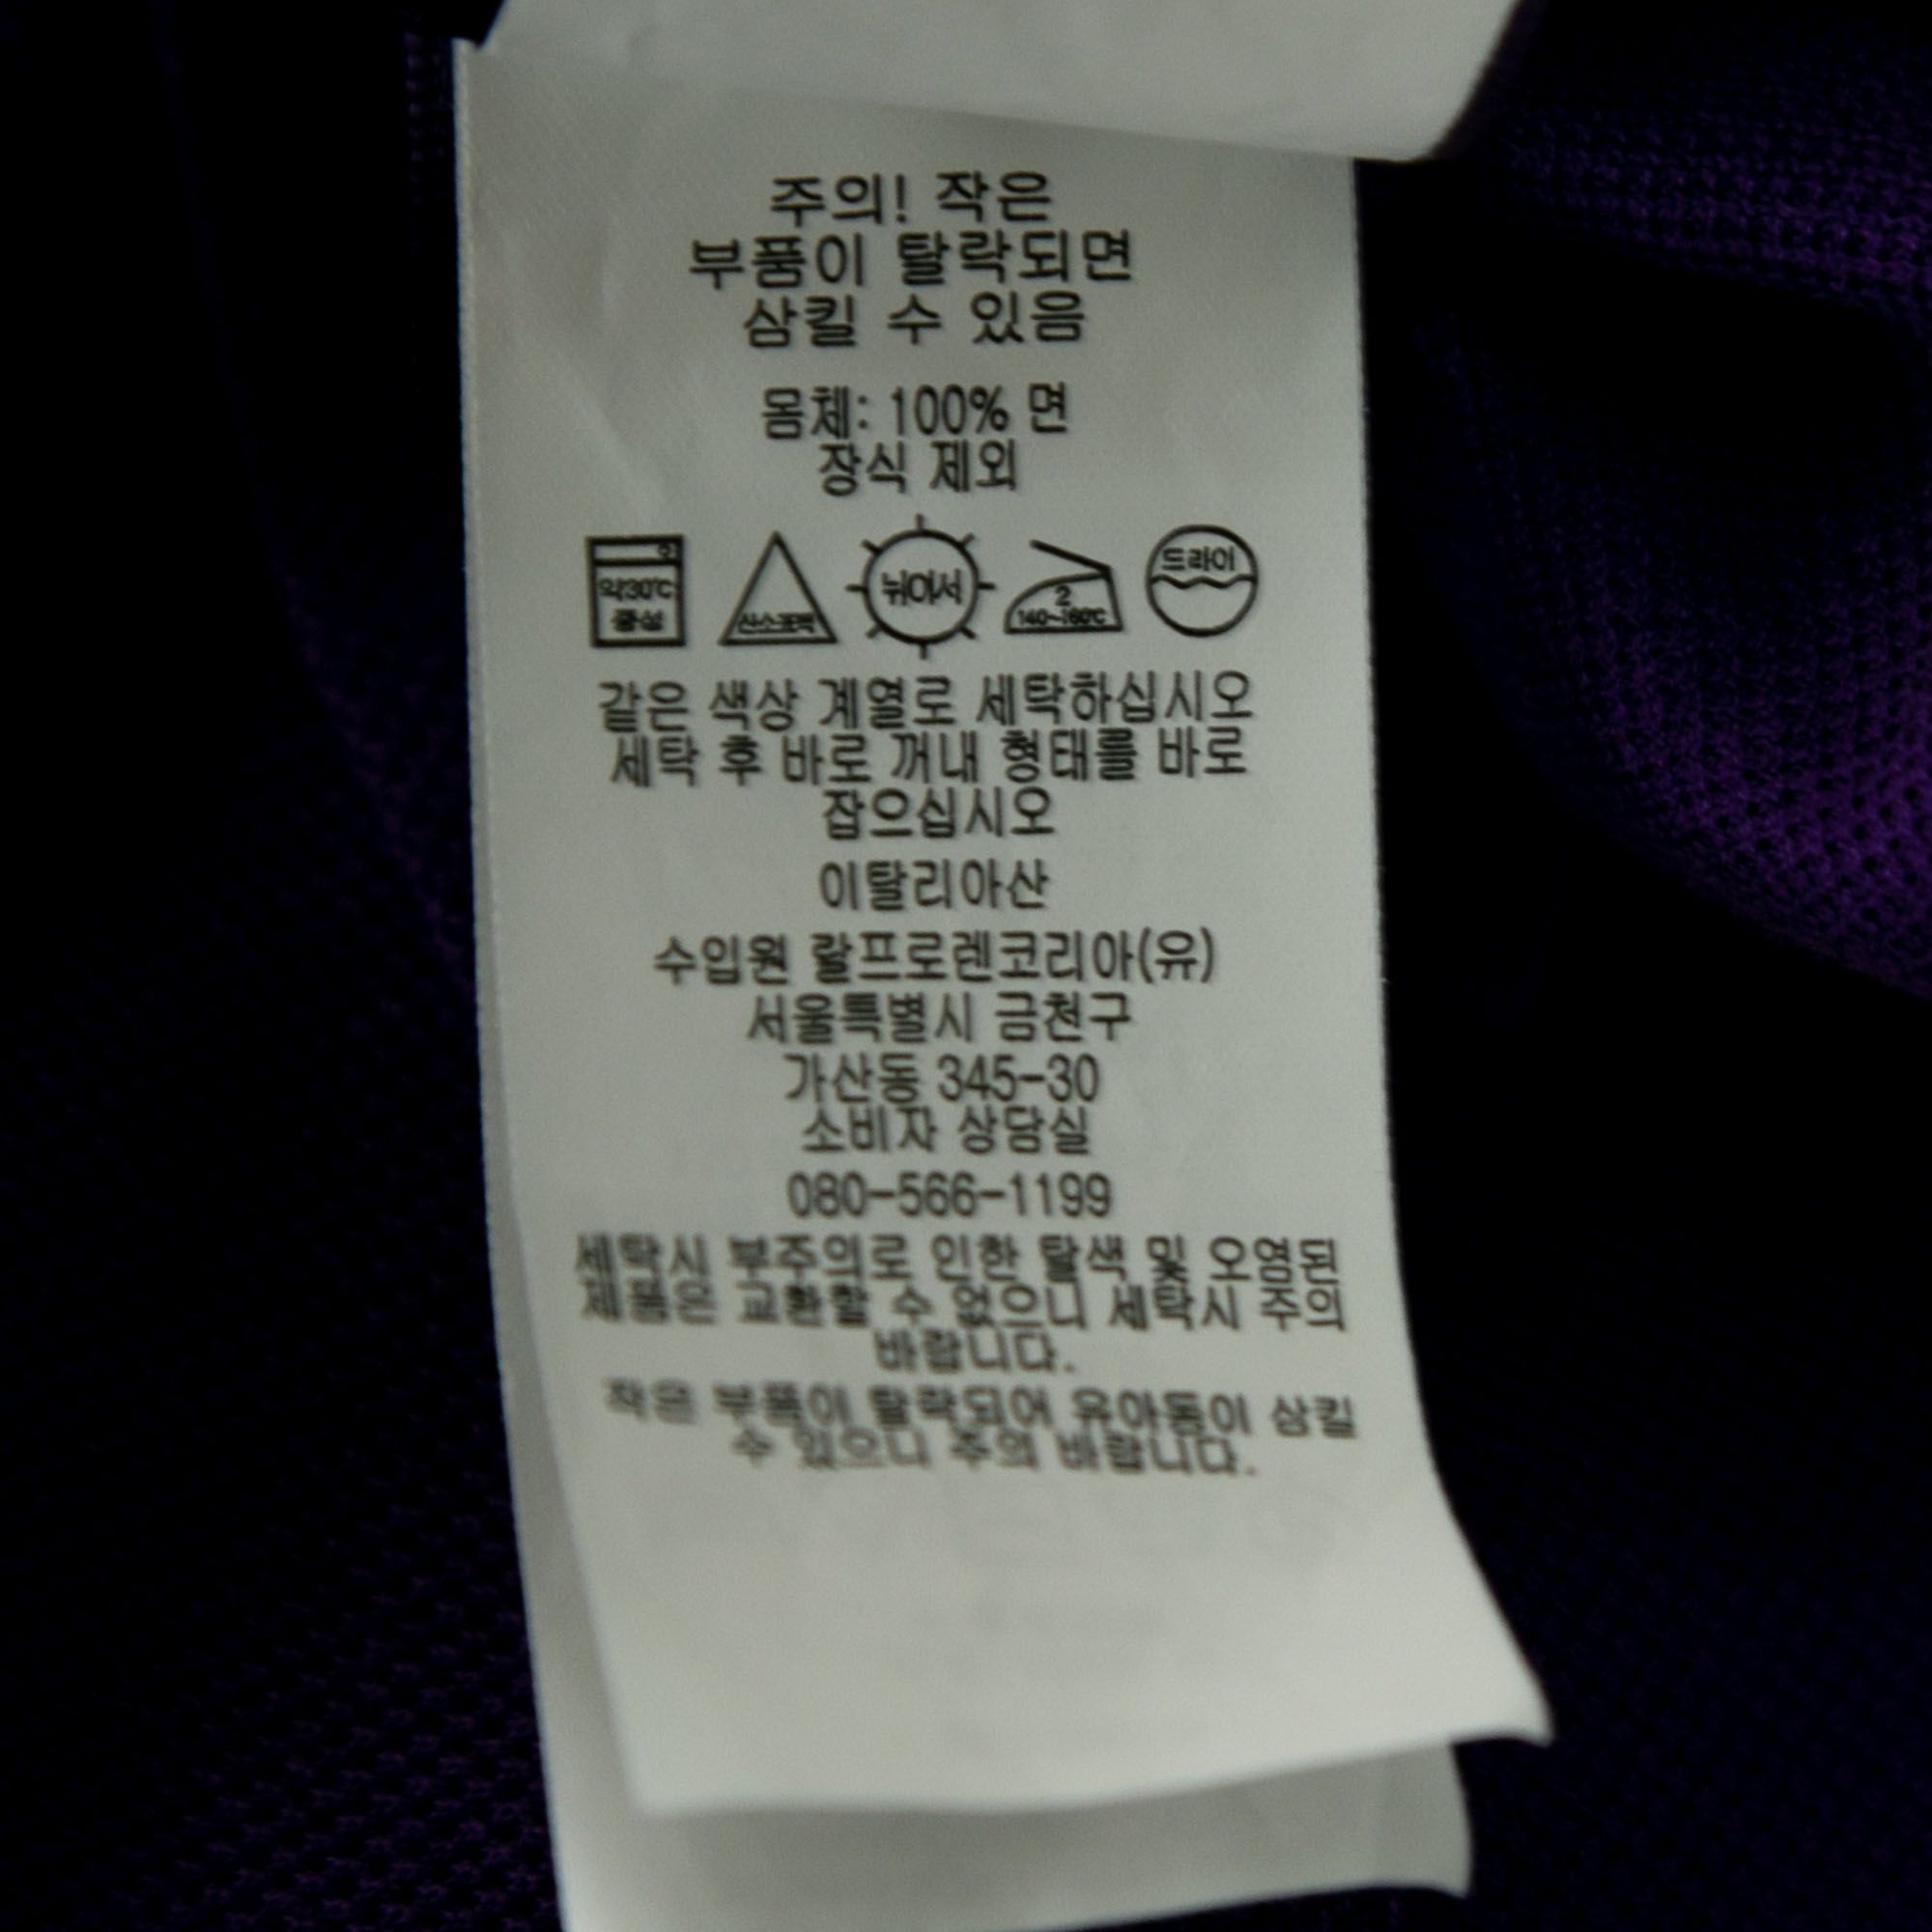 주의! 작은
부품이 탈락되면
삼킬 수 있음
몸체: 100% 면
장식 제외
약30℃
중성
산소표백
뉘어서
2
140~160℃
드라이
같은 색상 계열로 세탁하십시오
세탁 후 바로 꺼내 형태를 바로
잡으십시오
이탈리아산
수입원 랄프로렌코리아(유)
서울특별시 금천구
가산동 345-30
소비자 상담실
080-566-1199
세탁시 부주의로 인한 탈색 및 오염된
제품은 교환할 수 없으니 세탁시 주의
바랍니다.
작은 부품이 탈락되어 유아동이 삼킬
수 있으니 주의 바랍니다.